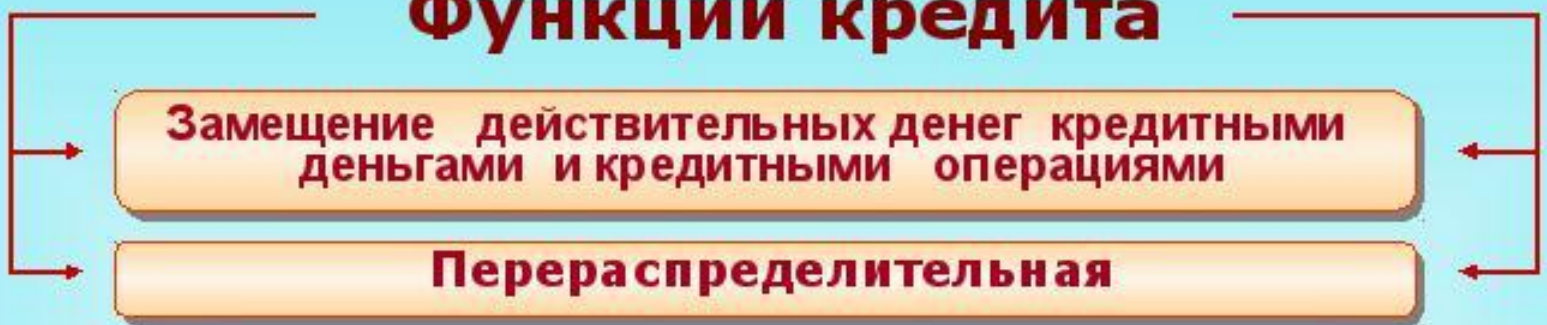 Функции кредита
Замещение действительных денег кредитными
деньгами и кредитными операциями
Перераспределительная